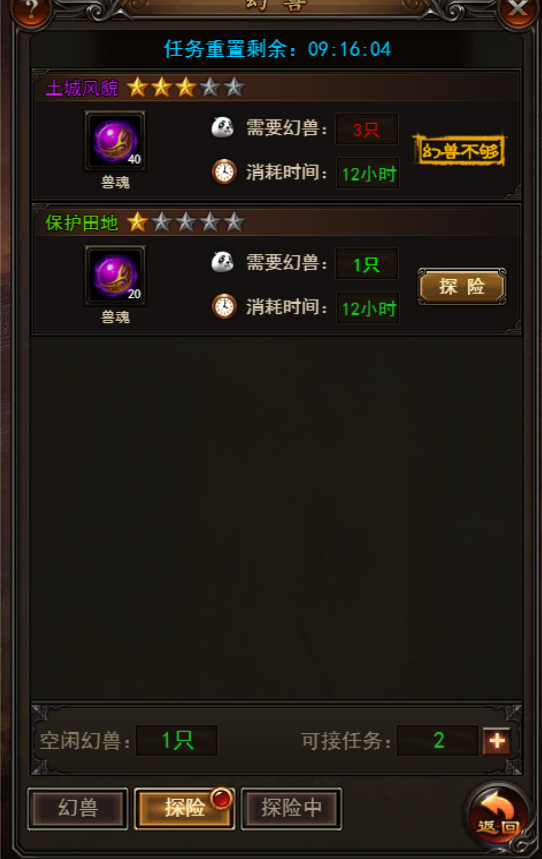 ?
幻兽
任务重置剩余：09:16:04
土城风貌
40
兽魂
需要幻兽：3只
消耗时间：12小时
幻兽不够
保护田地
20
兽魂
需要幻兽：1只
消耗时间：12小时
探险
空闲幻兽：1只
可接任务：2
幻兽
探险
探险中
返回